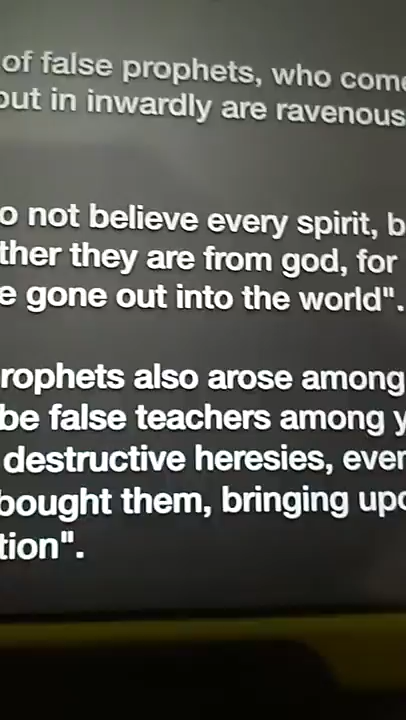 of false prophets, who come
but in inwardly are ravenous
o not believe every spirit, b
ther they are from god, for
e gone out into the world".
rophets also arose among
be false teachers among y
destructive heresies, even
bought them, bringing upo
tion".